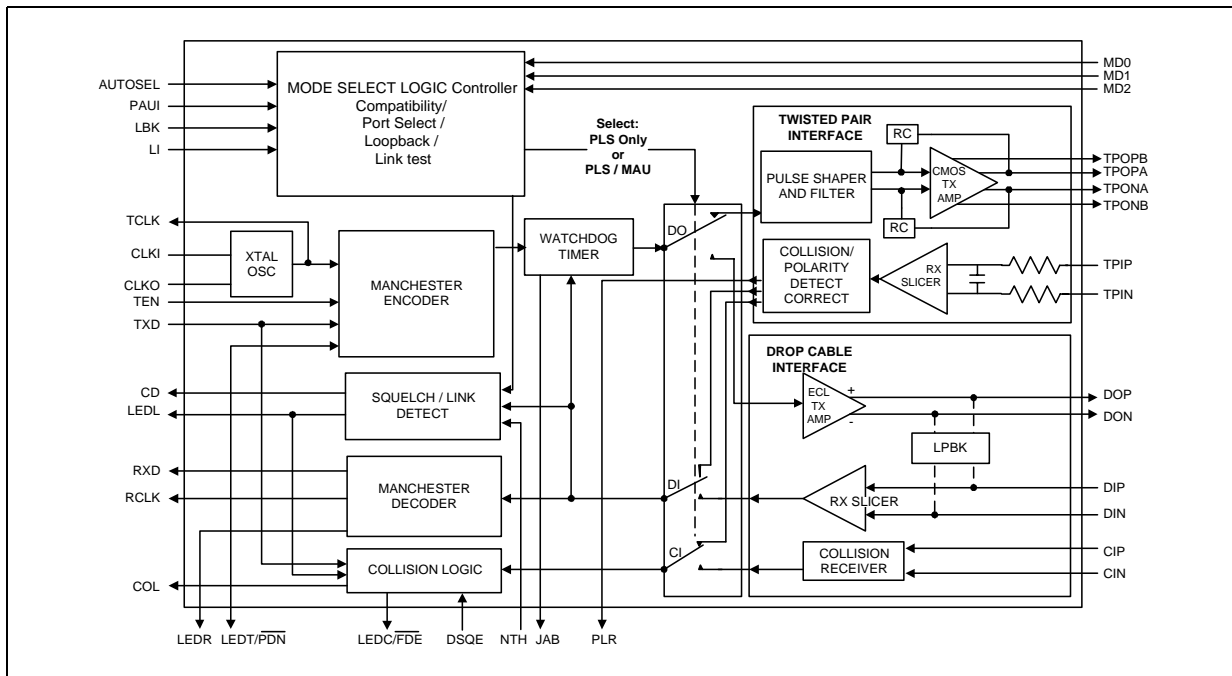 AUTOSEL
PAUI
LBK
LI
MODE SELECT LOGIC Controller
Compatibility/
Port Select /
Loopback /
Link test
MD0
MD1
MD2
Select:
PLS Only
or
PLS / MAU
TWISTED PAIR
INTERFACE
RC
PULSE SHAPER
AND FILTER
CMOS
TX
AMP
RC
TPOPB
TPOPA
TPONA
TPONB
TCLK
CLKI
CLKO
TEN
TXD
XTAL
OSC
MANCHESTER
ENCODER
WATCHDOG
TIMER
DO
COLLISION/
POLARITY
DETECT
CORRECT
RX
SLICER
TPIP
TPIN
CD
LEDL
SQUELCH / LINK
DETECT
DROP CABLE
INTERFACE
ECL
TX
AMP
+
-
DOP
DON
LPBK
RXD
RCLK
MANCHESTER
DECODER
DI
RX SLICER
DIP
DIN
COL
COLLISION LOGIC
CI
COLLISION
RECEIVER
CIP
CIN
LEDR
LEDT/PDN
LEDC/FDE
DSQE
NTH
JAB
PLR